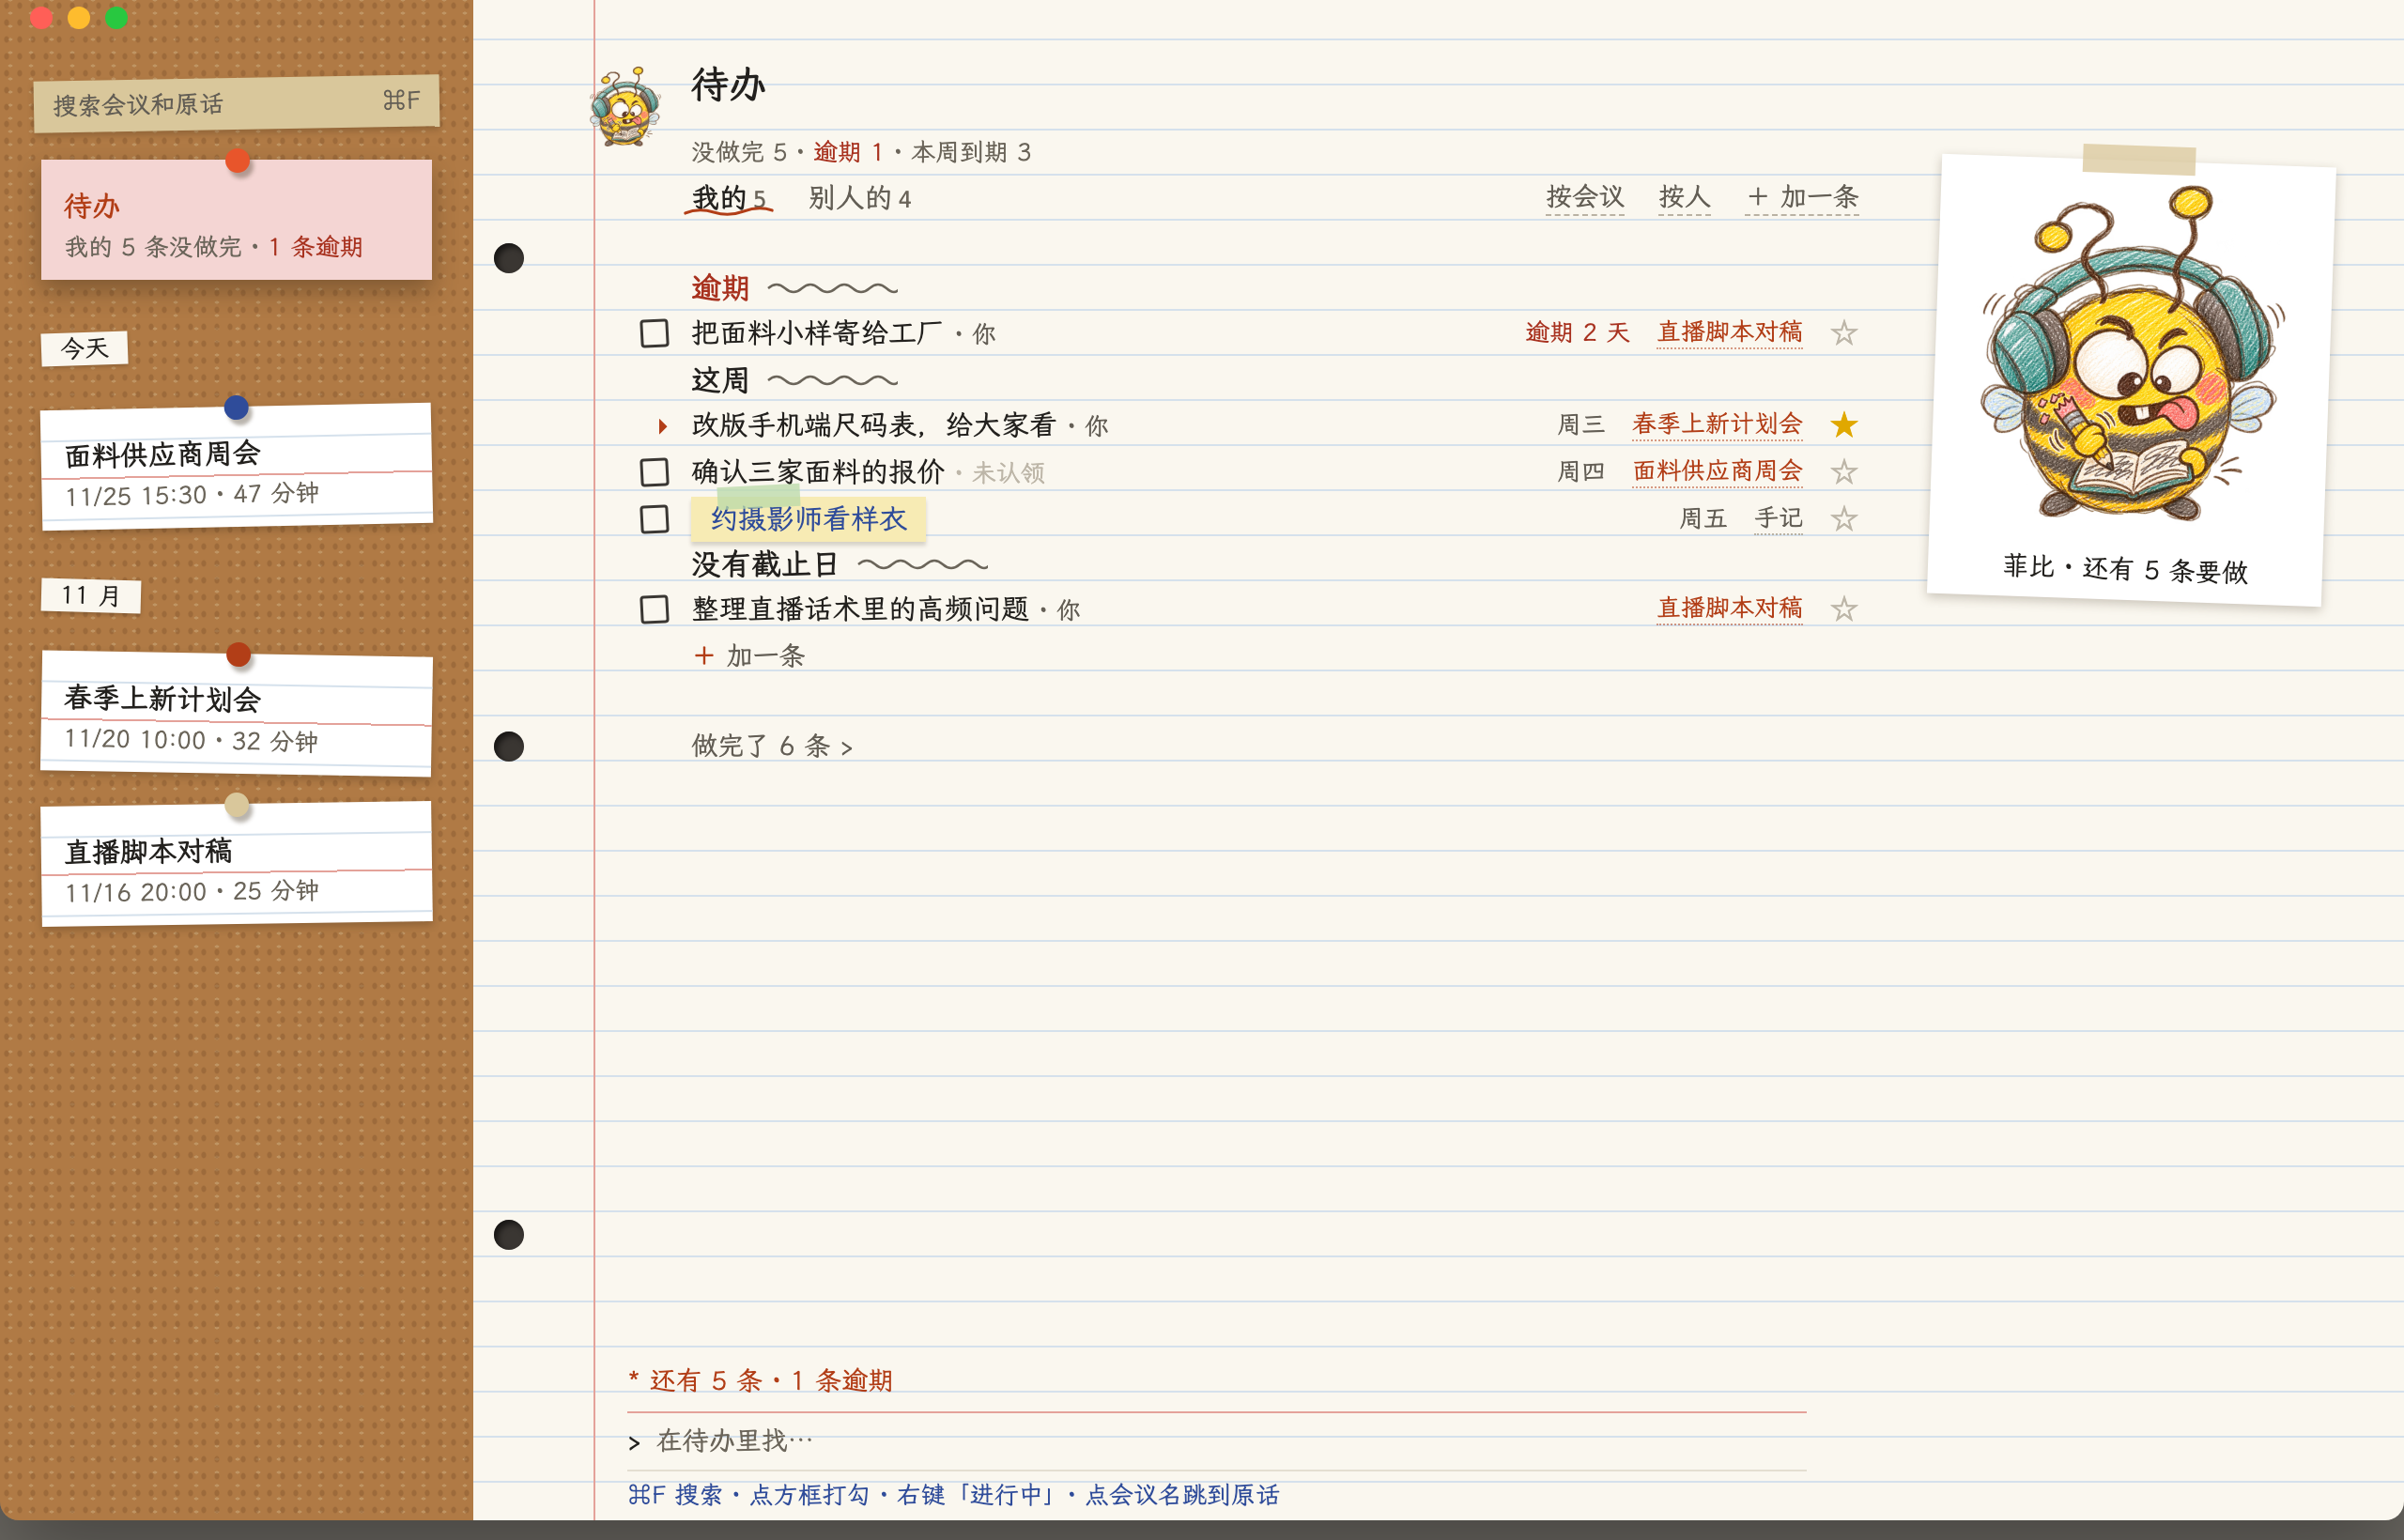 搜索会议和原话 ⌘F
待办
我的 5 条没做完・1 条逾期
今天
面料供应商周会
11/25 15:30・47 分钟
11 月
春季上新计划会
11/20 10:00・32 分钟
直播脚本对稿
11/16 20:00・25 分钟
待办
没做完 5・逾期 1・本周到期 3
我的 5 别人的 4 按会议 按人 + 加一条
逾期
把面料小样寄给工厂・你 逾期 2 天 直播脚本对稿 ☆
这周
改版手机端尺码表，给大家看・你 周三 春季上新计划会 ★
确认三家面料的报价・未认领 周四 面料供应商周会 ☆
约摄影师看样衣 周五 手记 ☆
没有截止日
整理直播话术里的高频问题・你 直播脚本对稿 ☆
+ 加一条
做完了 6 条 >
菲比・还有 5 条要做
* 还有 5 条・1 条逾期
> 在待办里找…
⌘F 搜索・点方框打勾・右键「进行中」・点会议名跳到原话